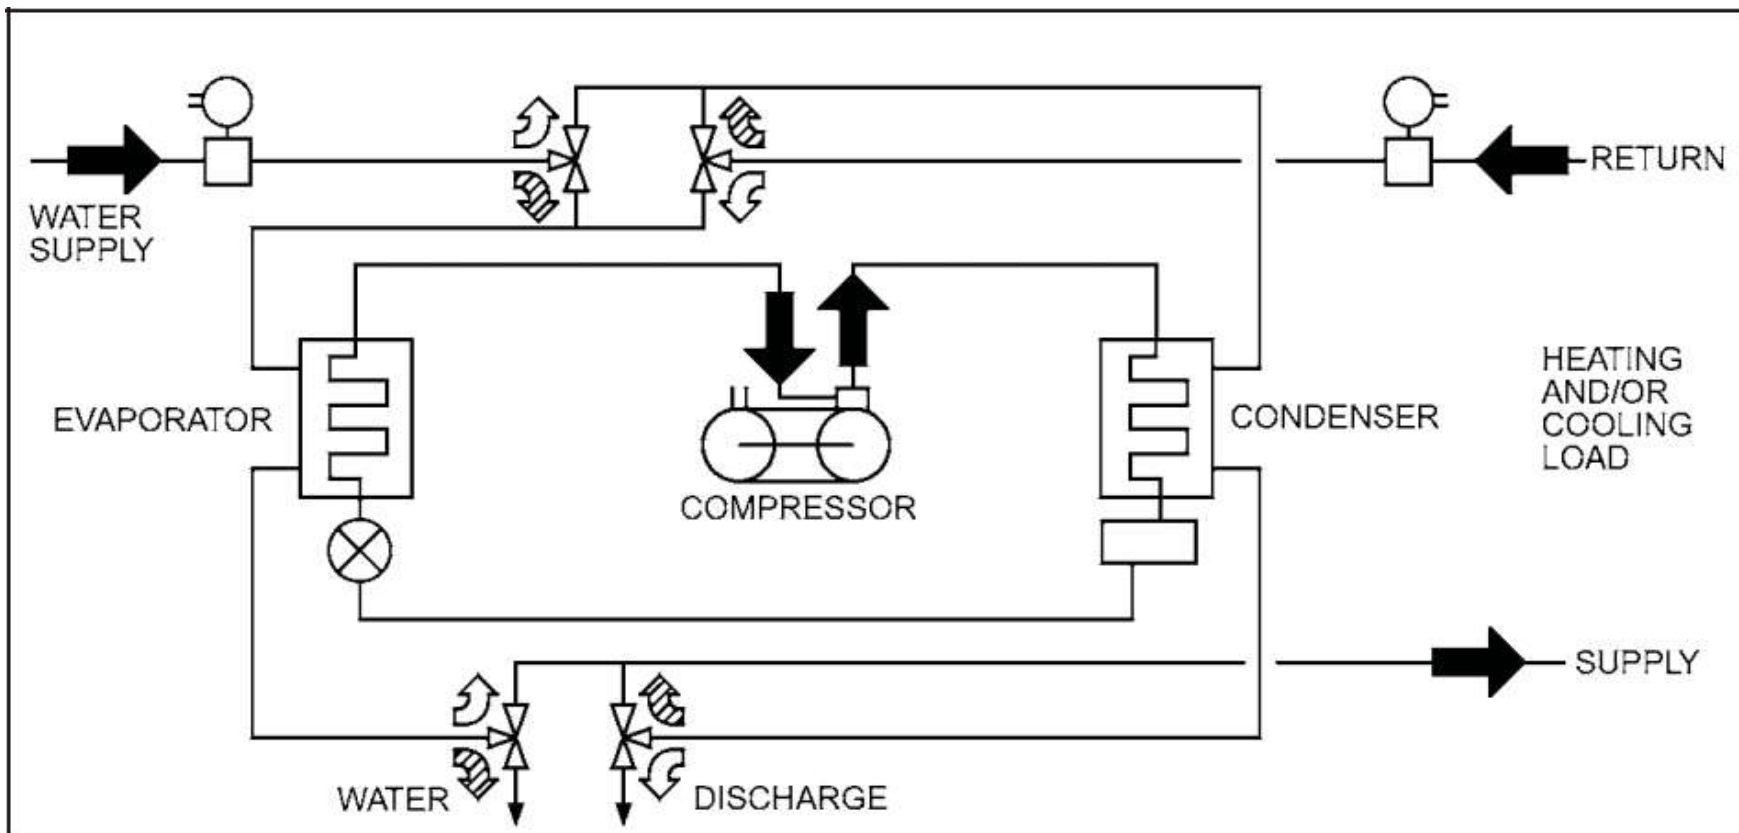 RETURN
WATER
SUPPLY
EVAPORATOR
COMPRESSOR
CONDENSER
HEATING
AND/OR
COOLING
LOAD
SUPPLY
WATER
DISCHARGE